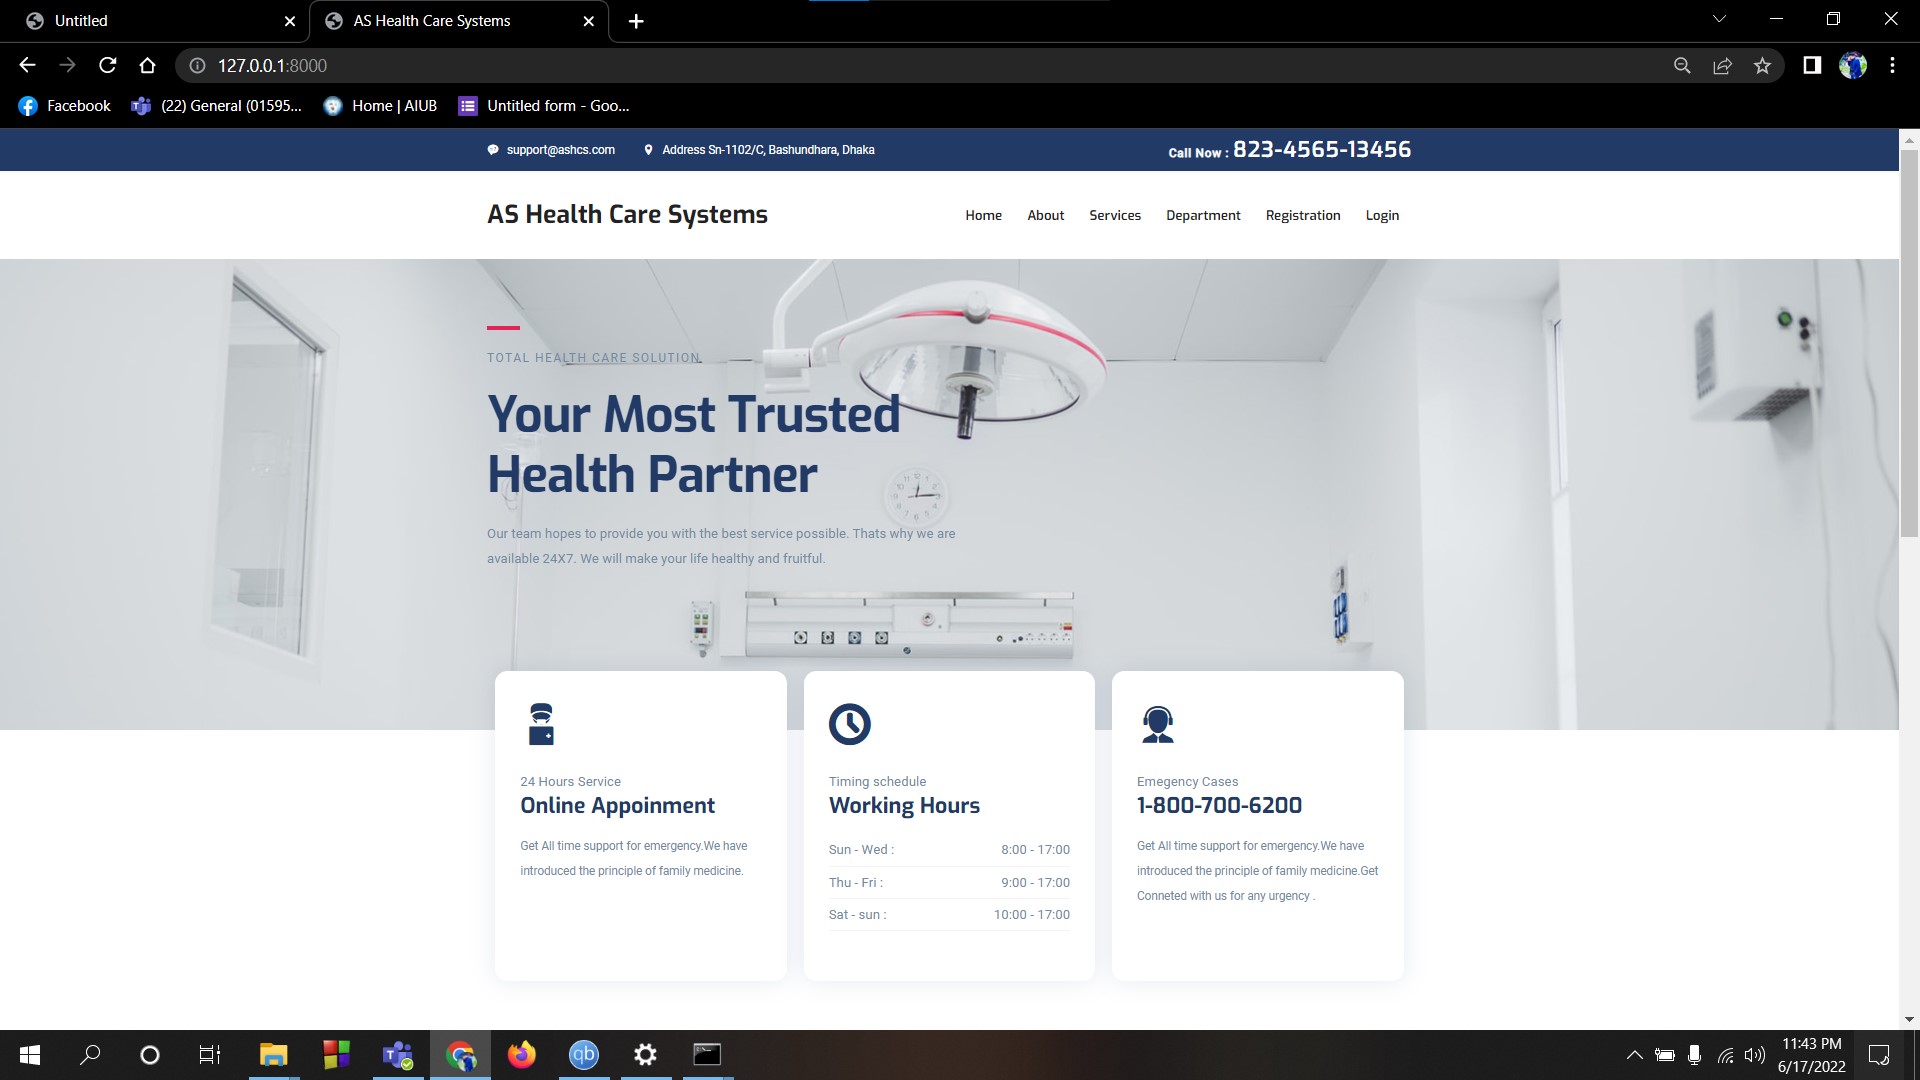 Untitled
AS Health Care Systems
127.0.0.1:8000
Facebook
(22) General (01595...
Home | AIUB
Untitled form - Goo...
support@ashcs.com
Address Sn-1102/C, Bashundhara, Dhaka
Call Now : 823-4565-13456
AS Health Care Systems
Home
About
Services
Department
Registration
Login
TOTAL HEALTH CARE SOLUTION
Your Most Trusted
Health Partner
Our team hopes to provide you with the best service possible. Thats why we are
available 24X7. We will make your life healthy and fruitful.
24 Hours Service
Online Appoinment
Get All time support for emergency.We have
introduced the principle of family medicine.
Timing schedule
Working Hours
Sun - Wed : 8:00 - 17:00
Thu - Fri : 9:00 - 17:00
Sat - sun : 10:00 - 17:00
Emegency Cases
1-800-700-6200
Get All time support for emergency.We have
introduced the principle of family medicine.Get
Conneted with us for any urgency .
qb
11:43 PM
6/17/2022